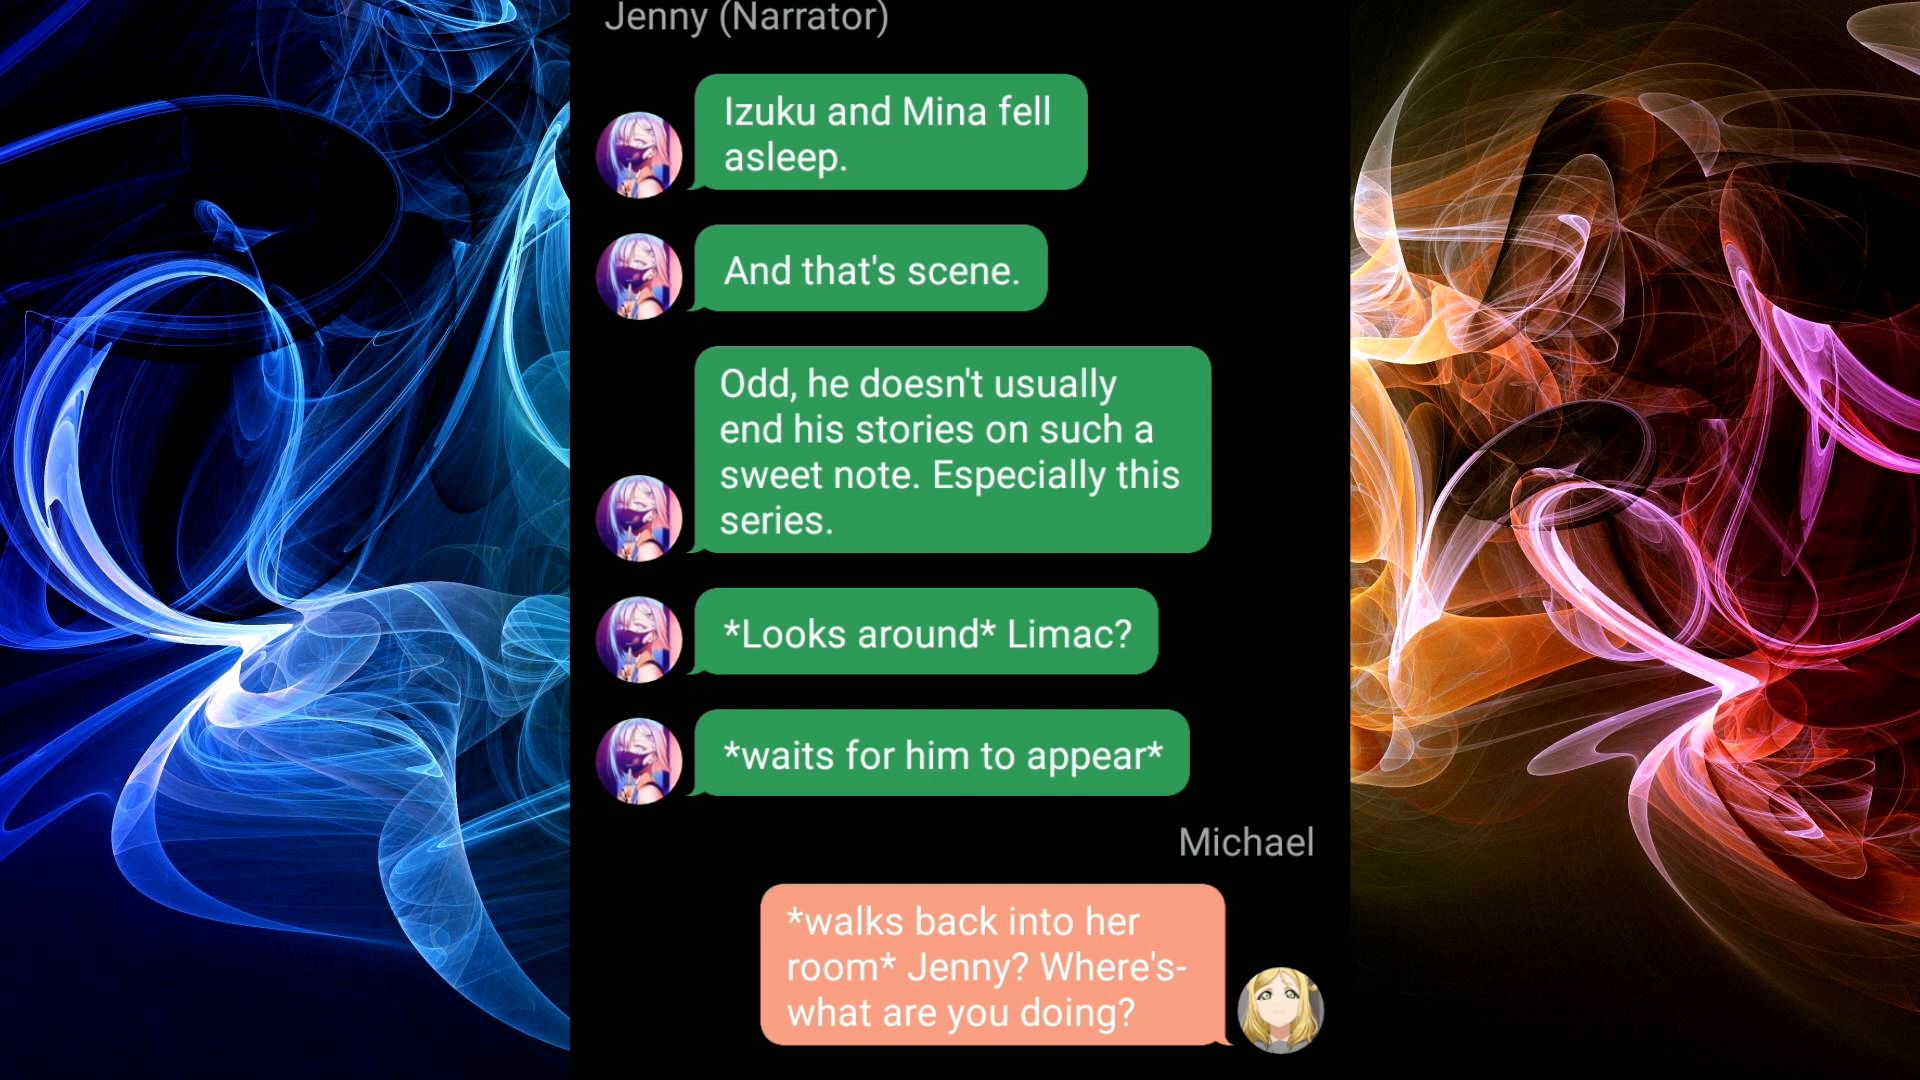 Jenny (Narrator)
Izuku and Mina fell
asleep.
And that's scene.
Odd, he doesn't usually
end his stories on such a
sweet note. Especially this
series.
*Looks around* Limac?
*waits for him to appear*
Michael
*walks back into her
room* Jenny? Where's-
what are you doing?